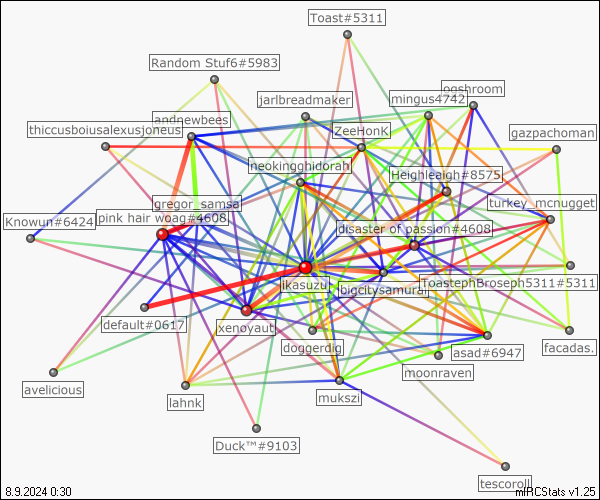 Toast#5311
Random Stuf6#5983
jarlbreadmaker
ooshroom
mingus4742
andnewbees
thiccusboiusalexusjoneus
ZeeHonK
gazpachoman
neokingghidorah
Heighleaigh#8575
gregor_samsa
turkey_mcnugget
Knowun#6424
pink hair woag#4608
disaster of passion#4608
jikasuzu
bigcitysamurai
ToastephBroseph5311#5311
default#0617
xenoyaut
doggerdig
asad#6947
facadas.
moonraven
avelicious
lahnk
mukszi
Duck™#9103
tescoroll
8.9.2024 0:30
mIRCStats v1.25